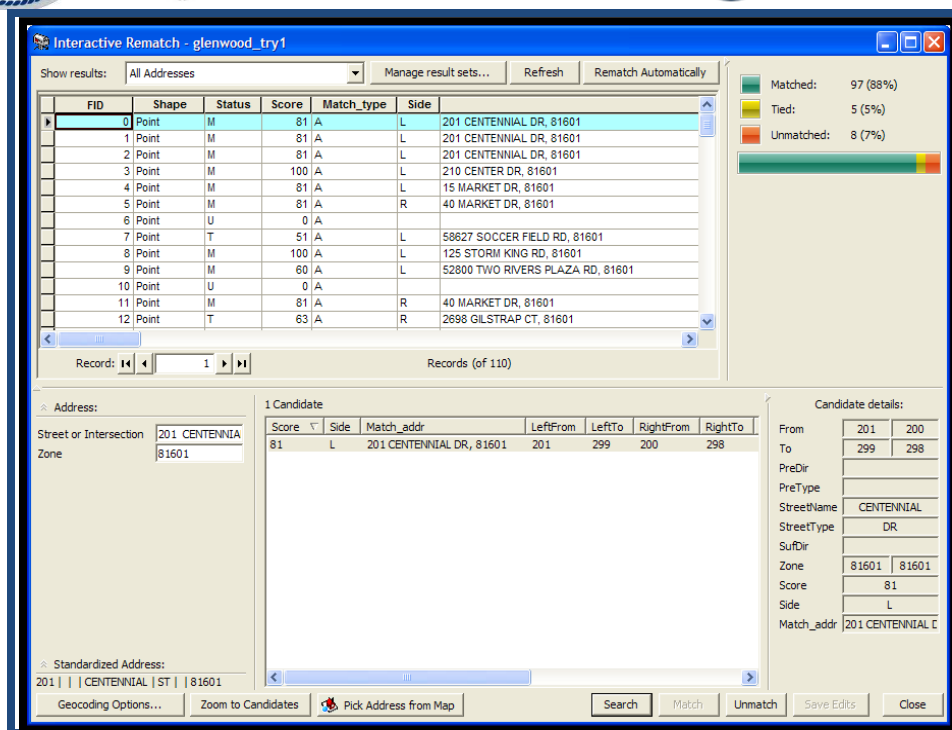 Interactive Rematch - glenwood_try1
Show results: All Addresses Manage result sets... Refresh Rematch Automatically
Matched: 97 (88%)
Tied: 5 (5%)
Unmatched: 8 (7%)
FID Shape Status Score Match_type Side
0 Point M 81 A L 201 CENTENNIAL DR, 81601
1 Point M 81 A L 201 CENTENNIAL DR, 81601
2 Point M 81 A L 201 CENTENNIAL DR, 81601
3 Point M 100 A L 210 CENTER DR, 81601
4 Point M 81 A L 15 MARKET DR, 81601
5 Point M 81 A R 40 MARKET DR, 81601
6 Point U 0 A
7 Point T 51 A L 58627 SOCCER FIELD RD, 81601
8 Point M 100 A L 125 STORM KING RD, 81601
9 Point M 60 A L 52800 TWO RIVERS PLAZA RD, 81601
10 Point U 0 A
11 Point M 81 A R 40 MARKET DR, 81601
12 Point T 63 A R 2698 GILSTRAP CT, 81601
Record: 1 Records (of 110)
Address:
Street or Intersection 201 CENTENNIA
Zone 81601
1 Candidate
Score Side Match_addr LeftFrom LeftTo RightFrom RightTo
81 L 201 CENTENNIAL DR, 81601 201 299 200 298
Candidate details:
From 201 200
To 299 298
PreDir
PreType
StreetName CENTENNIAL
StreetType DR
SufDir
Zone 81601 81601
Score 81
Side L
Match_addr 201 CENTENNIAL D
Standardized Address:
201 | | | CENTENNIAL | ST | | 81601
Geocoding Options... Zoom to Candidates Pick Address from Map Search Match Unmatch Save Edits Close